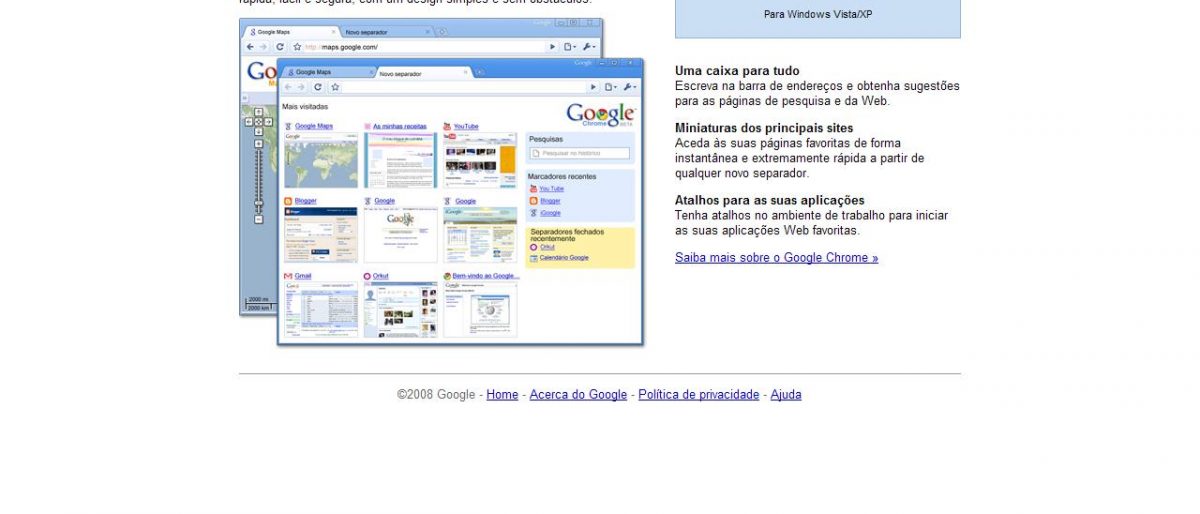 rápida, fácil e segura, com um design simples e sem obstáculos.
Google
Google Maps
Novo separador
http://maps.google.com/
Google
Google Maps
Novo separador
Mais visitadas
Google
Chrome BETA
Google Maps
As minhas receitas
YouTube
Pesquisas
Pesquisar no histórico
Marcadores recentes
You Tube
Blogger
iGoogle
Blogger
Google
Google
Separadores fechados
recentemente
Orkut
Calendário Google
Gmail
Orkut
Bem-vindo ao Google...
2000 mi
2000 km
Para Windows Vista/XP
Uma caixa para tudo
Escreva na barra de endereços e obtenha sugestões
para as páginas de pesquisa e da Web.
Miniaturas dos principais sites
Aceda às suas páginas favoritas de forma
instantânea e extremamente rápida a partir de
qualquer novo separador.
Atalhos para as suas aplicações
Tenha atalhos no ambiente de trabalho para iniciar
as suas aplicações Web favoritas.
Saiba mais sobre o Google Chrome »
©2008 Google - Home - Acerca do Google - Política de privacidade - Ajuda